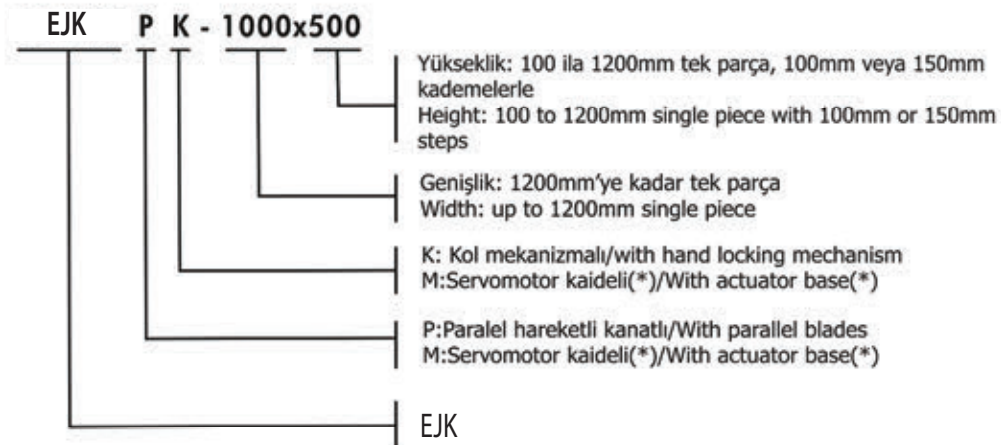 EJK P K - 1000x500
Yükseklik: 100 ila 1200mm tek parça, 100mm veya 150mm
kademelerle
Height: 100 to 1200mm single piece with 100mm or 150mm
steps
Genişlik: 1200mm'ye kadar tek parça
Width: up to 1200mm single piece
K: Kol mekanizmalı/with hand locking mechanism
M:Servomotor kaideli(*)/With actuator base(*)
P:Paralel hareketli kanatlı/With parallel blades
M:Servomotor kaideli(*)/With actuator base(*)
EJK